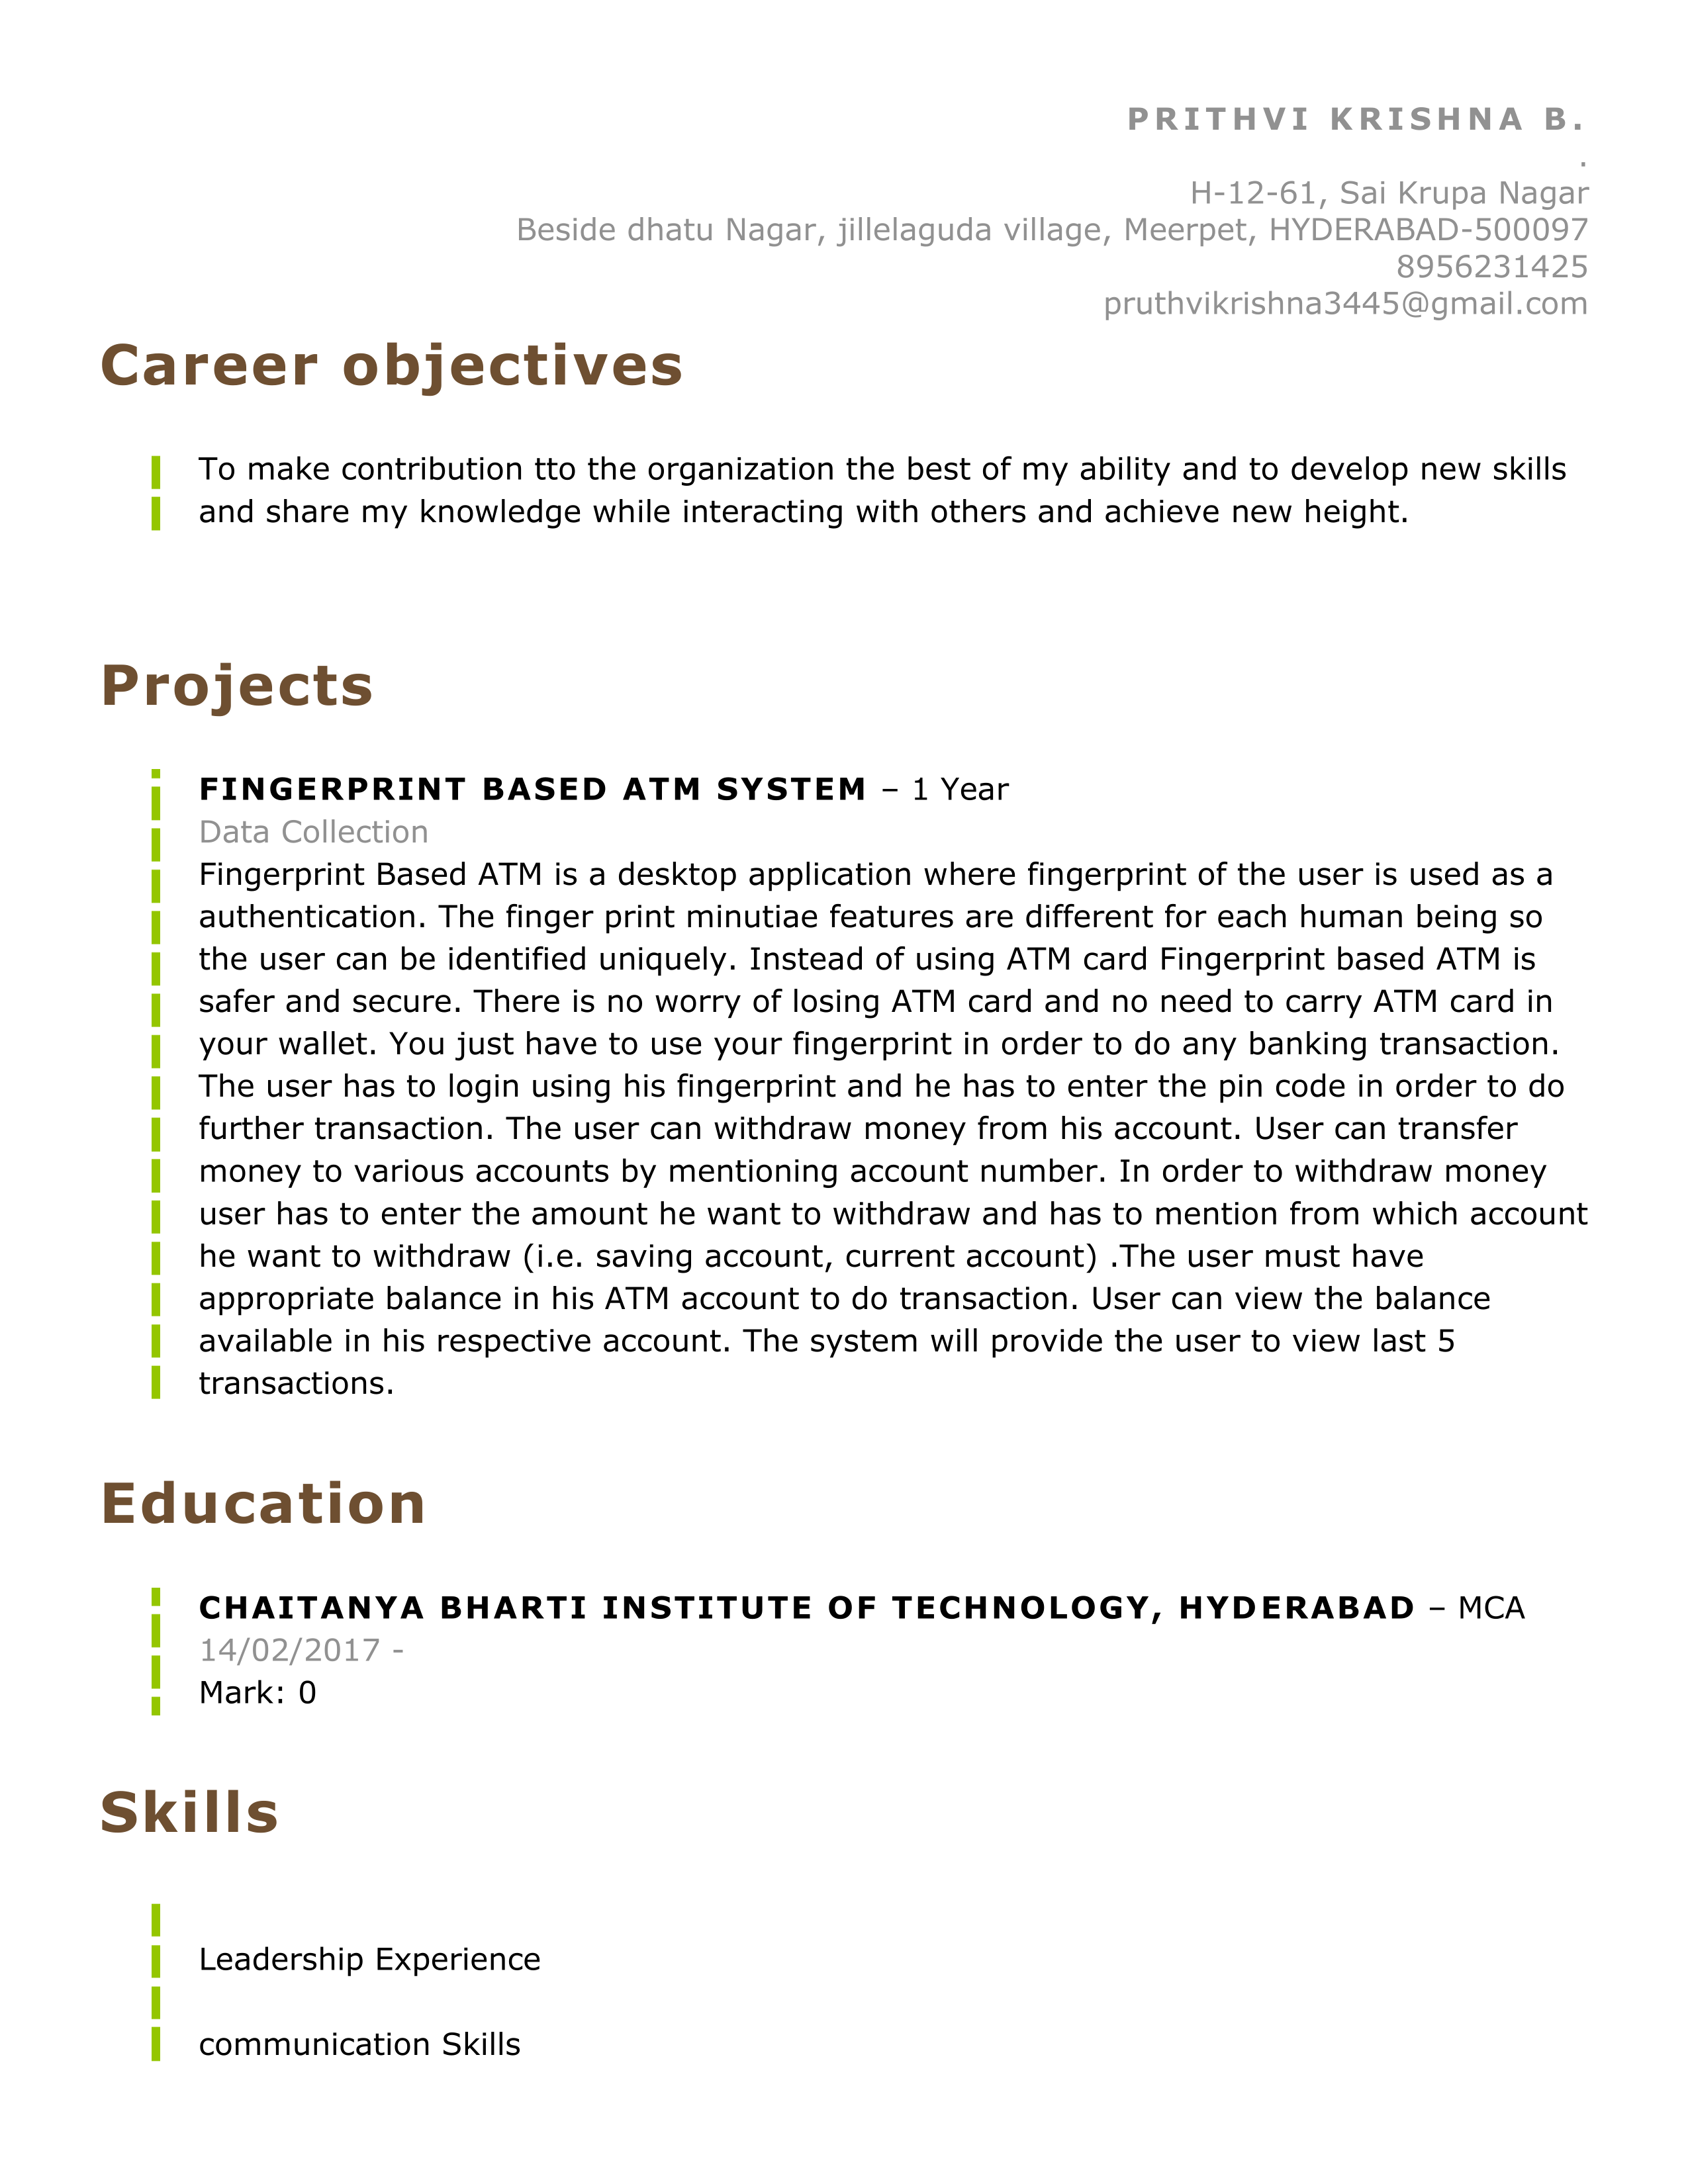 PRITHVI KRISHNA B.
.
H-12-61, Sai Krupa Nagar
Beside dhatu Nagar, jillelaguda village, Meerpet, HYDERABAD-500097
8956231425
pruthvikrishna3445@gmail.com
Career objectives
To make contribution tto the organization the best of my ability and to develop new skills
and share my knowledge while interacting with others and achieve new height.
Projects
FINGERPRINT BASED ATM SYSTEM – 1 Year
Data Collection
Fingerprint Based ATM is a desktop application where fingerprint of the user is used as a
authentication. The finger print minutiae features are different for each human being so
the user can be identified uniquely. Instead of using ATM card Fingerprint based ATM is
safer and secure. There is no worry of losing ATM card and no need to carry ATM card in
your wallet. You just have to use your fingerprint in order to do any banking transaction.
The user has to login using his fingerprint and he has to enter the pin code in order to do
further transaction. The user can withdraw money from his account. User can transfer
money to various accounts by mentioning account number. In order to withdraw money
user has to enter the amount he want to withdraw and has to mention from which account
he want to withdraw (i.e. saving account, current account) .The user must have
appropriate balance in his ATM account to do transaction. User can view the balance
available in his respective account. The system will provide the user to view last 5
transactions.
Education
CHAITANYA BHARTI INSTITUTE OF TECHNOLOGY, HYDERABAD – MCA
14/02/2017 -
Mark: 0
Skills
Leadership Experience
communication Skills